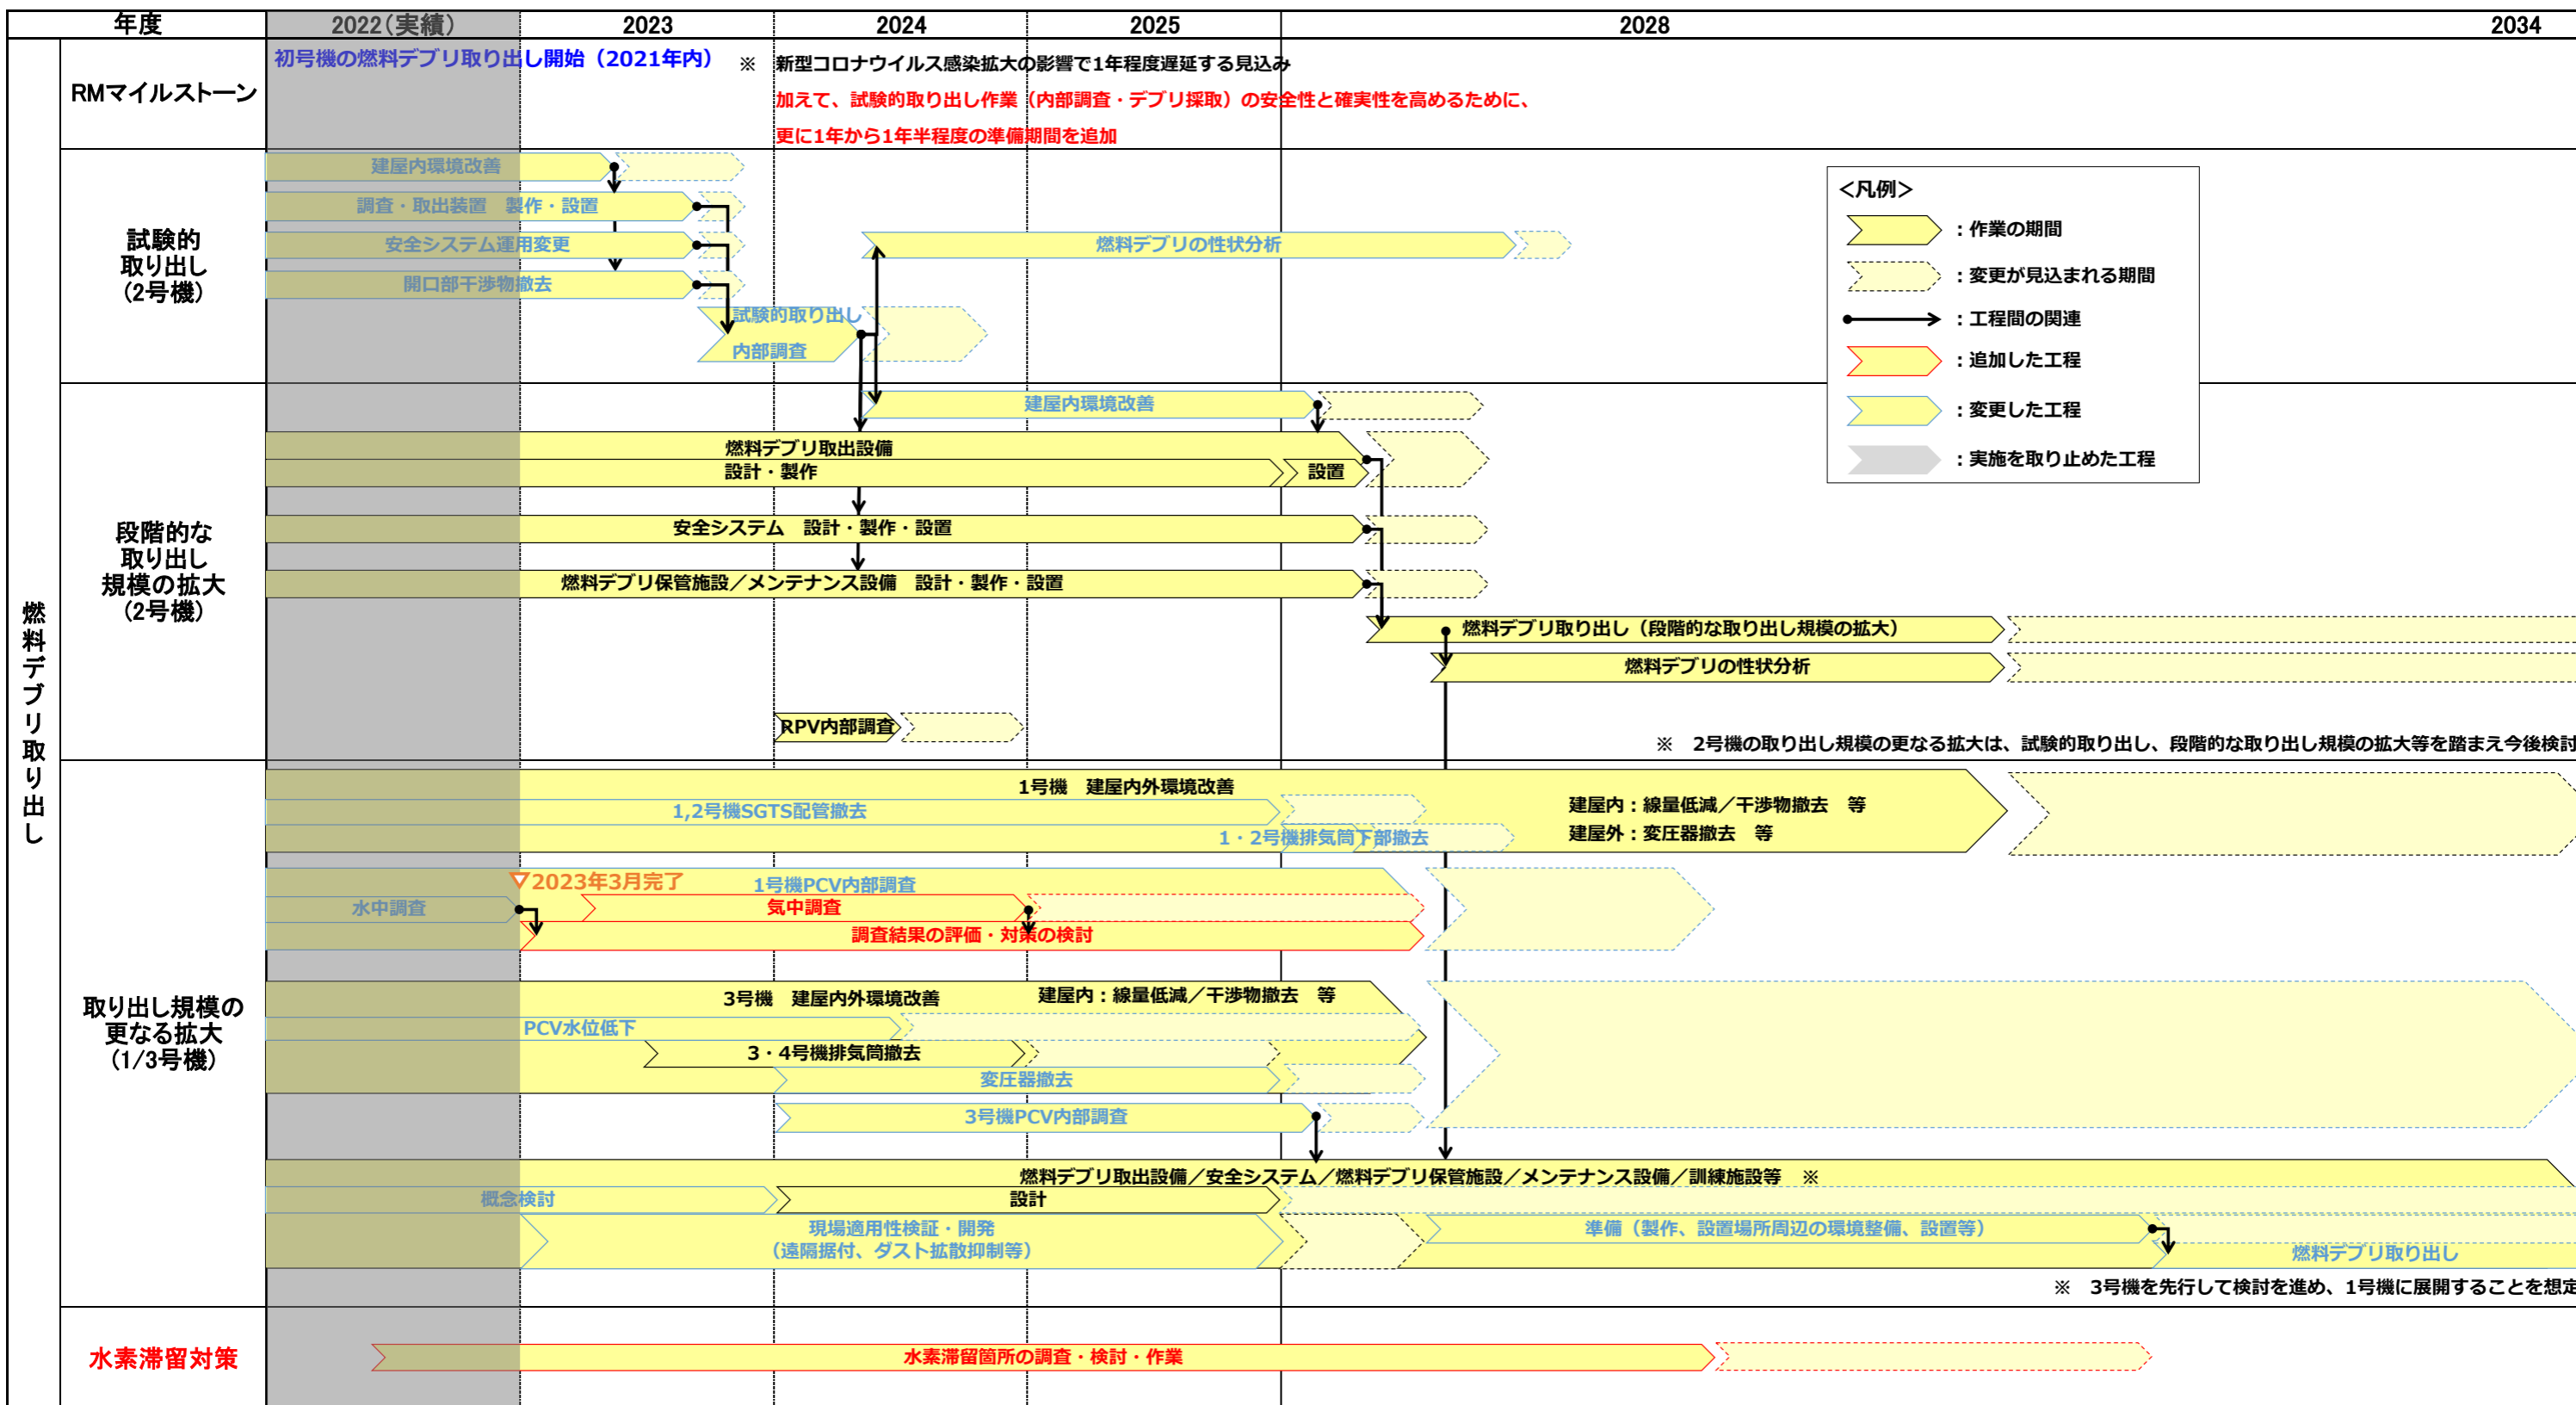 年度
2022(実績)
2023
2024
2025
2028
2034
燃料デブリ取り出し
RMマイルストーン
初号機の燃料デブリ取り出し開始（2021年内）
※　新型コロナウイルス感染拡大の影響で1年程度遅延する見込み
加えて、試験的取り出し作業（内部調査・デブリ採取）の安全性と確実性を高めるために、
更に1年から1年半程度の準備期間を追加
試験的
取り出し
(2号機)
建屋内環境改善
調査・取出装置　製作・設置
安全システム運用変更
開口部干渉物撤去
燃料デブリの性状分析
試験的取り出し
内部調査
＜凡例＞
：作業の期間
：変更が見込まれる期間
：工程間の関連
：追加した工程
：変更した工程
：実施を取り止めた工程
段階的な
取り出し
規模の拡大
(2号機)
建屋内環境改善
燃料デブリ取出設備
設計・製作
設置
安全システム　設計・製作・設置
燃料デブリ保管施設／メンテナンス設備　設計・製作・設置
燃料デブリ取り出し（段階的な取り出し規模の拡大）
燃料デブリの性状分析
RPV内部調査
※　2号機の取り出し規模の更なる拡大は、試験的取り出し、段階的な取り出し規模の拡大等を踏まえ今後検討
取り出し規模の
更なる拡大
(1/3号機)
1号機　建屋内外環境改善
1,2号機SGTS配管撤去
建屋内：線量低減／干渉物撤去　等
1・2号機排気筒下部撤去
建屋外：変圧器撤去　等
2023年3月完了
1号機PCV内部調査
水中調査
気中調査
調査結果の評価・対策の検討
3号機　建屋内外環境改善
建屋内：線量低減／干渉物撤去　等
PCV水位低下
3・4号機排気筒撤去
変圧器撤去
3号機PCV内部調査
燃料デブリ取出設備／安全システム／燃料デブリ保管施設／メンテナンス設備／訓練施設等　※
概念検討
設計
現場適用性検証・開発
（遠隔据付、ダスト拡散抑制等）
準備（製作、設置場所周辺の環境整備、設置等）
燃料デブリ取り出し
※　3号機を先行して検討を進め、1号機に展開することを想定
水素滞留対策
水素滞留箇所の調査・検討・作業